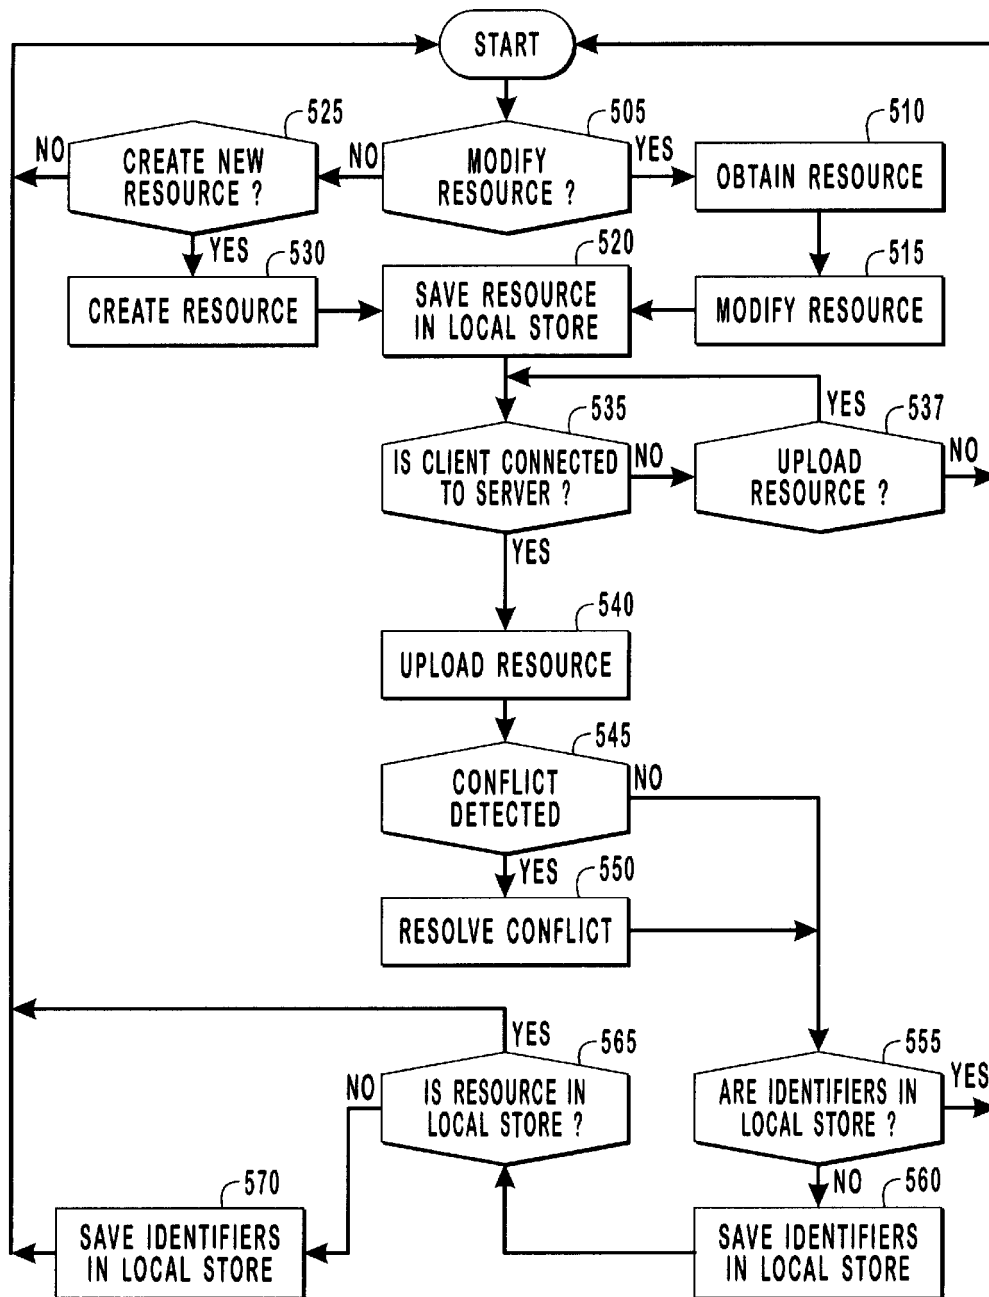 START
525
505
510
NO
CREATE NEW
RESOURCE ?
NO
MODIFY
RESOURCE ?
YES
OBTAIN RESOURCE
YES
530
520
515
CREATE RESOURCE
SAVE RESOURCE
IN LOCAL STORE
MODIFY RESOURCE
YES
535
537
IS CLIENT CONNECTED
TO SERVER ?
NO
UPLOAD
RESOURCE ?
NO
YES
540
UPLOAD RESOURCE
545
CONFLICT
DETECTED
NO
YES
550
RESOLVE CONFLICT
YES
565
555
NO
IS RESOURCE IN
LOCAL STORE ?
ARE IDENTIFIERS IN
LOCAL STORE ?
YES
570
NO
560
SAVE IDENTIFIERS
IN LOCAL STORE
SAVE IDENTIFIERS
IN LOCAL STORE